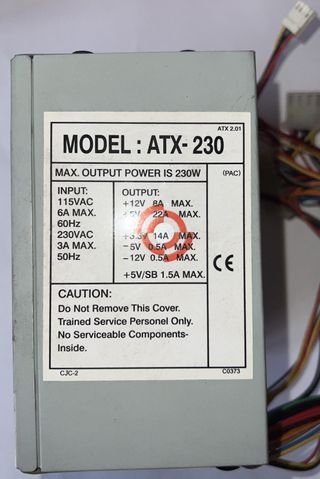 ATX 2.01
MODEL : ATX- 230
MAX. OUTPUT POWER IS 230W
(PAC)
INPUT:
115VAC
6A MAX.
60Hz
230VAC
3A MAX.
50Hz
OUTPUT:
+12V 8A MAX.
+5V 22A MAX.
+3.3V 14A MAX.
-5V 0.5A MAX.
-12V 0.5A MAX.
+5V/SB 1.5A MAX.
CE
CAUTION:
Do Not Remove This Cover.
Trained Service Personel Only.
No Serviceable Components-
Inside.
CJC-2
C0373